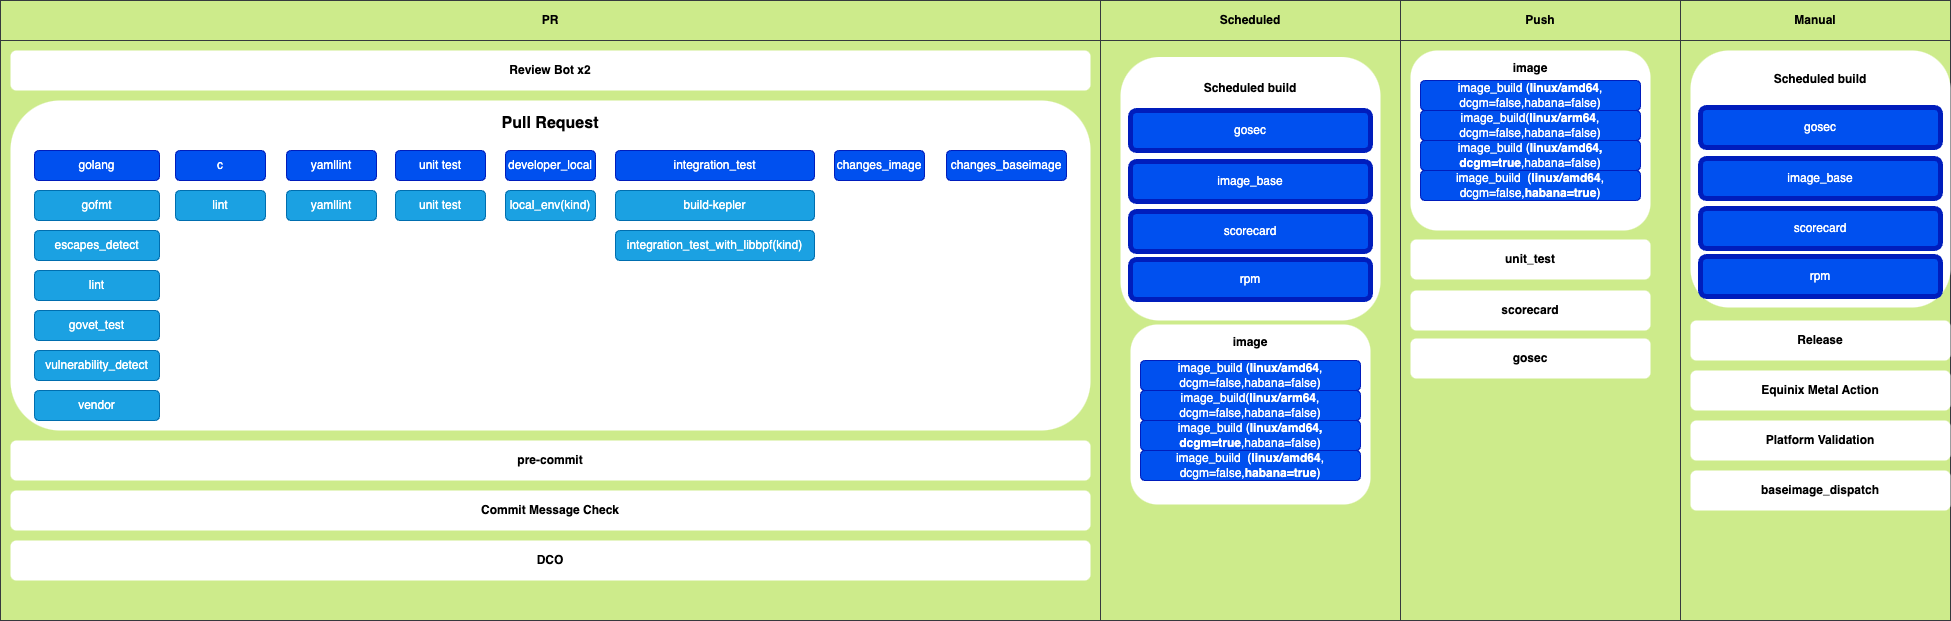 PR
Scheduled
Push
Manual
Review Bot x2
Pull Request
golang
c
yamllint
unit test
developer_local
integration_test
changes_image
changes_baseimage
gofmt
lint
yamllint
unit test
local_env(kind)
build-kepler
escapes_detect
integration_test_with_libbpf(kind)
lint
govet_test
vulnerability_detect
vendor
pre-commit
Commit Message Check
DCO
Scheduled build
gosec
image_base
scorecard
rpm
image
image_build (linux/amd64,
dcgm=false,habana=false)
image_build(linux/arm64,
dcgm=false,habana=false)
image_build (linux/amd64,
dcgm=true,habana=false)
image_build (linux/amd64,
dcgm=false,habana=true)
image
image_build (linux/amd64,
dcgm=false,habana=false)
image_build(linux/arm64,
dcgm=false,habana=false)
image_build (linux/amd64,
dcgm=true,habana=false)
image_build (linux/amd64,
dcgm=false,habana=true)
unit_test
scorecard
gosec
Scheduled build
gosec
image_base
scorecard
rpm
Release
Equinix Metal Action
Platform Validation
baseimage_dispatch